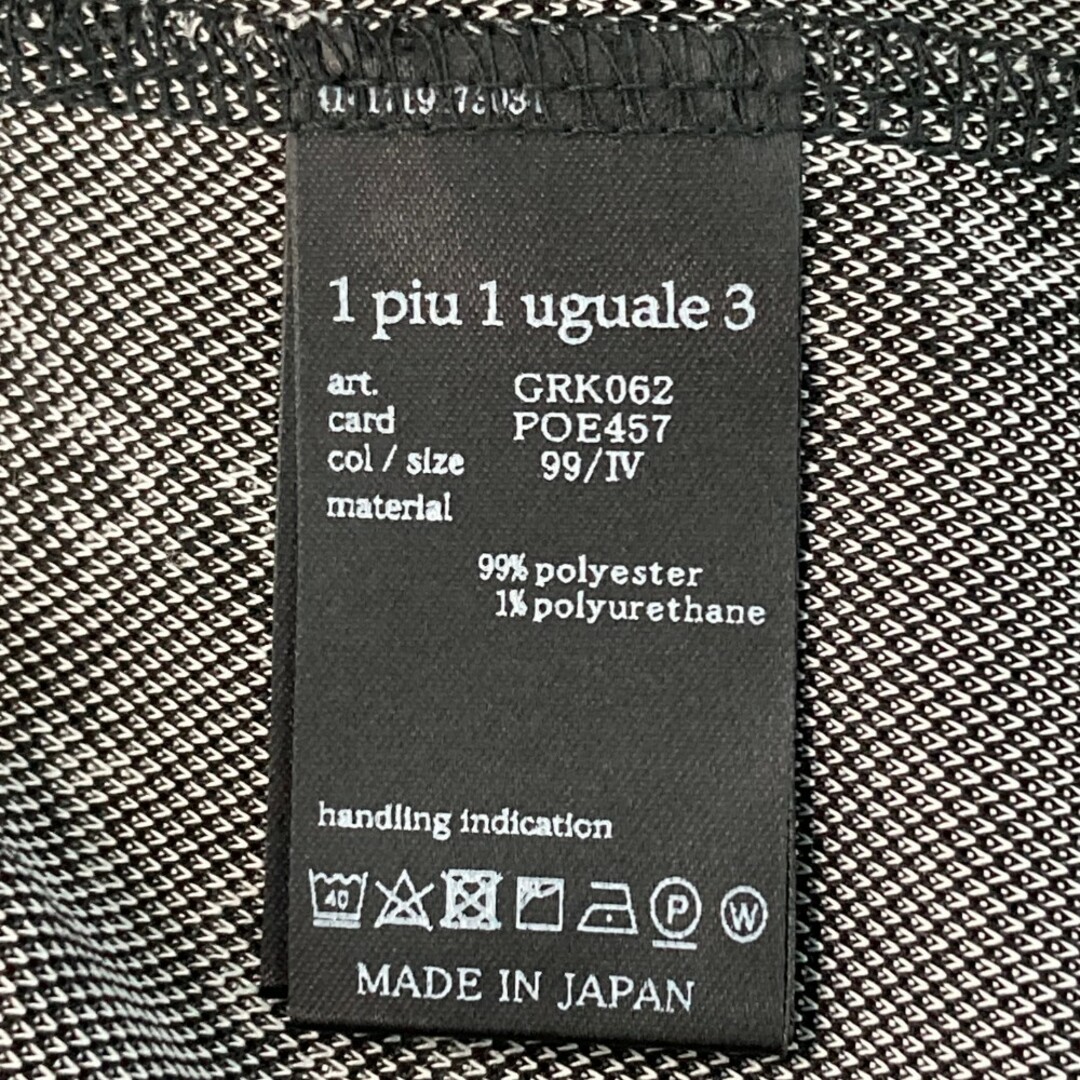 1 piu 1 uguale 3
art. GRK062
card POE457
col / size 99/IV
material
99% polyester
1% polyurethane
handling indication
40 P W
MADE IN JAPAN